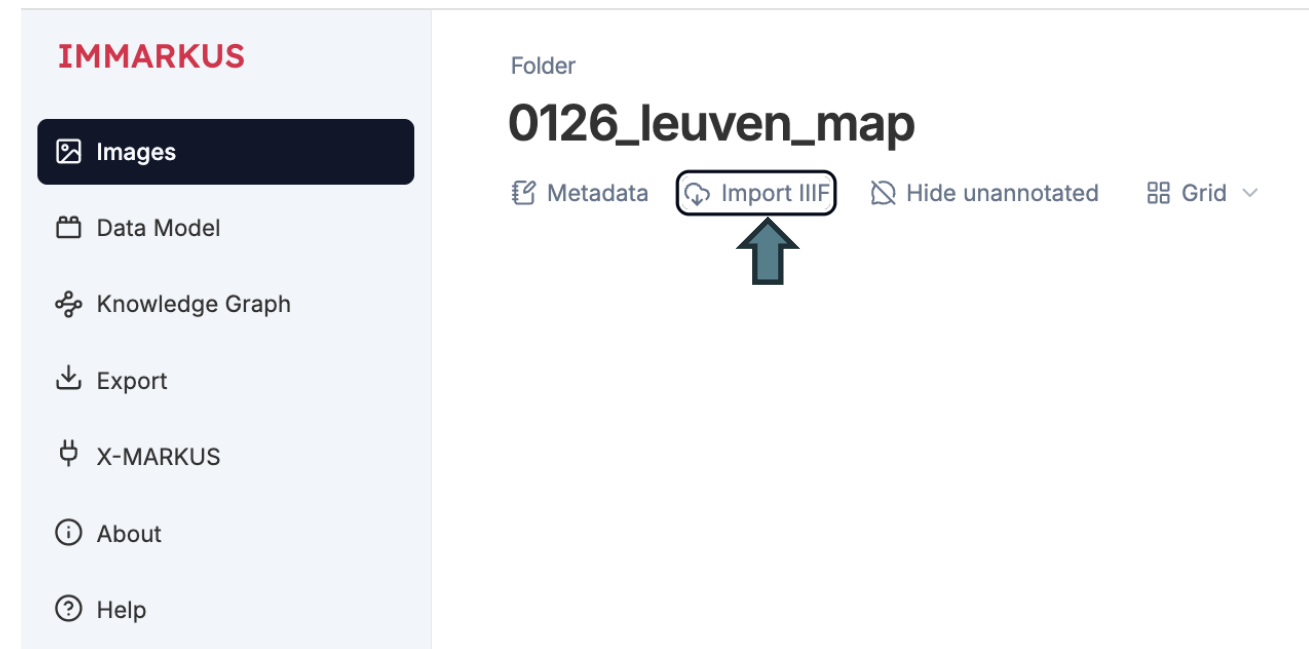 IMMARKUS
Images
Data Model
Knowledge Graph
Export
X-MARKUS
About
Help
Folder
0126_leuven_map
Metadata Import IIIF Hide unannotated Grid